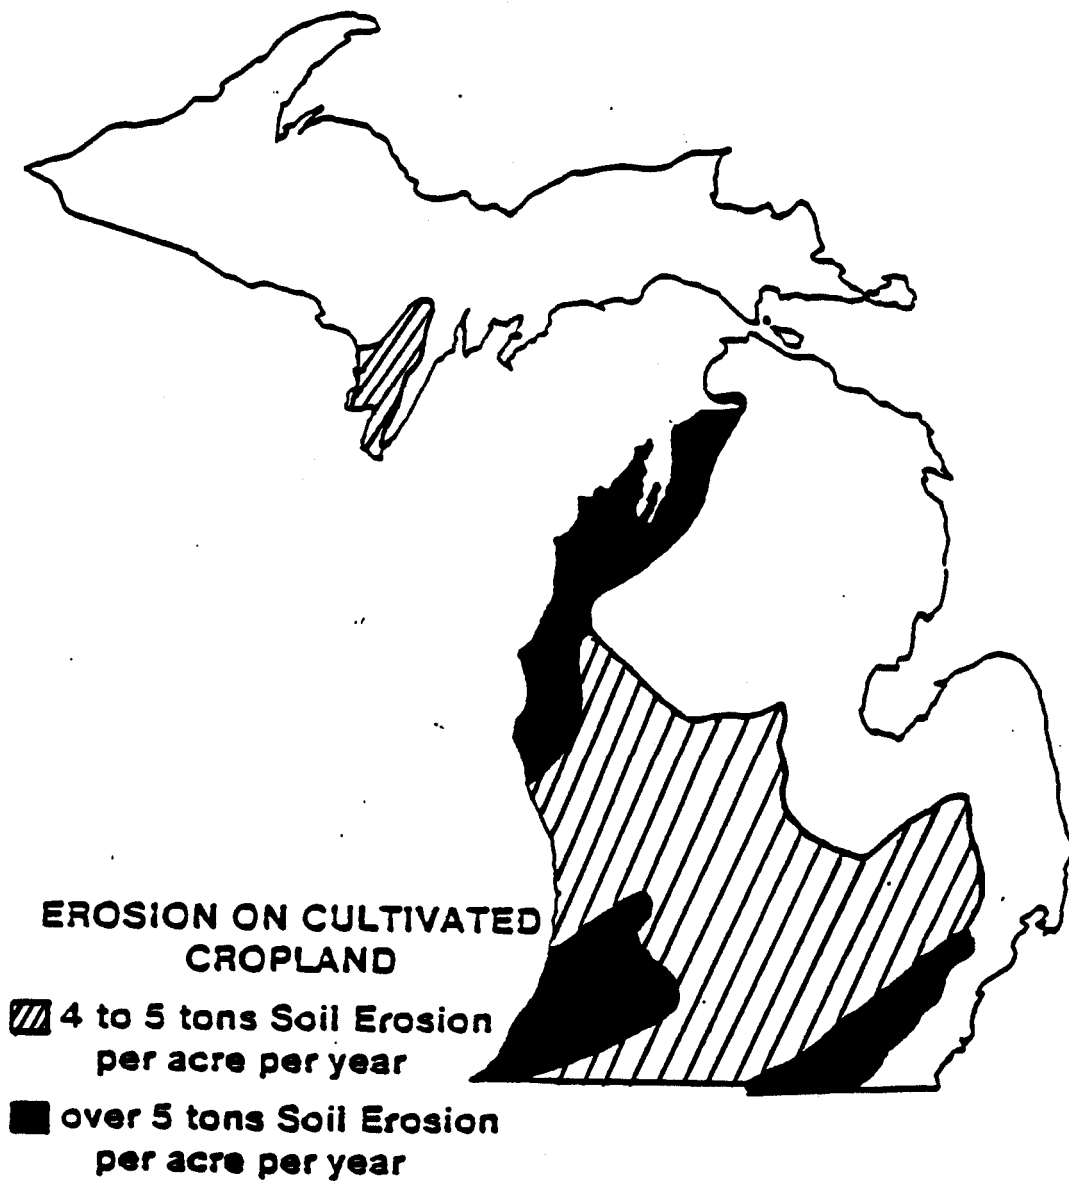 EROSION ON CULTIVATED
CROPLAND
4 to 5 tons Soil Erosion
per acre per year
over 5 tons Soil Erosion
per acre per year